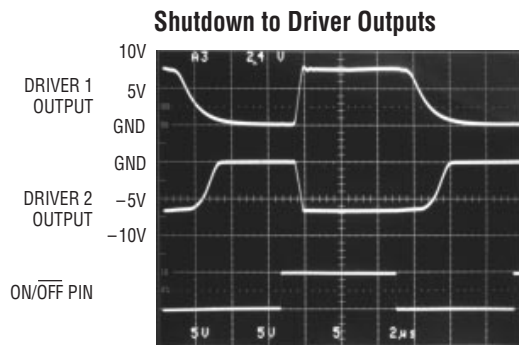 Shutdown to Driver Outputs
10V
A3 2.4 V
DRIVER 1
OUTPUT
5V
GND
GND
DRIVER 2
OUTPUT
–5V
–10V
ON/OFF PIN
5V 5V 5 2µs